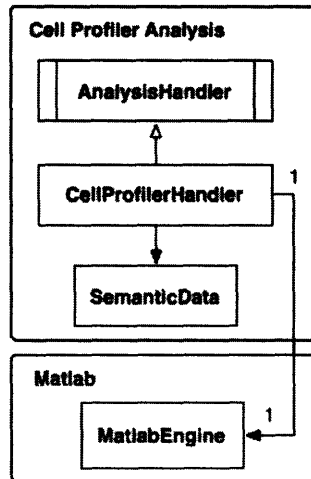 Cell Profiler Analysis
AnalysisHandler
CellProfilerHandler
1
SemanticData
Matlab
1
MatlabEngine